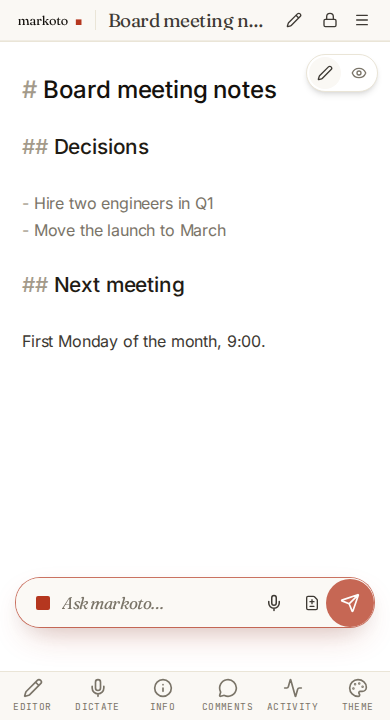 markoto
Board meeting n...
# Board meeting notes
## Decisions
- Hire two engineers in Q1
- Move the launch to March
## Next meeting
First Monday of the month, 9:00.
Ask markoto...
EDITOR DICTATE INFO COMMENTS ACTIVITY THEME